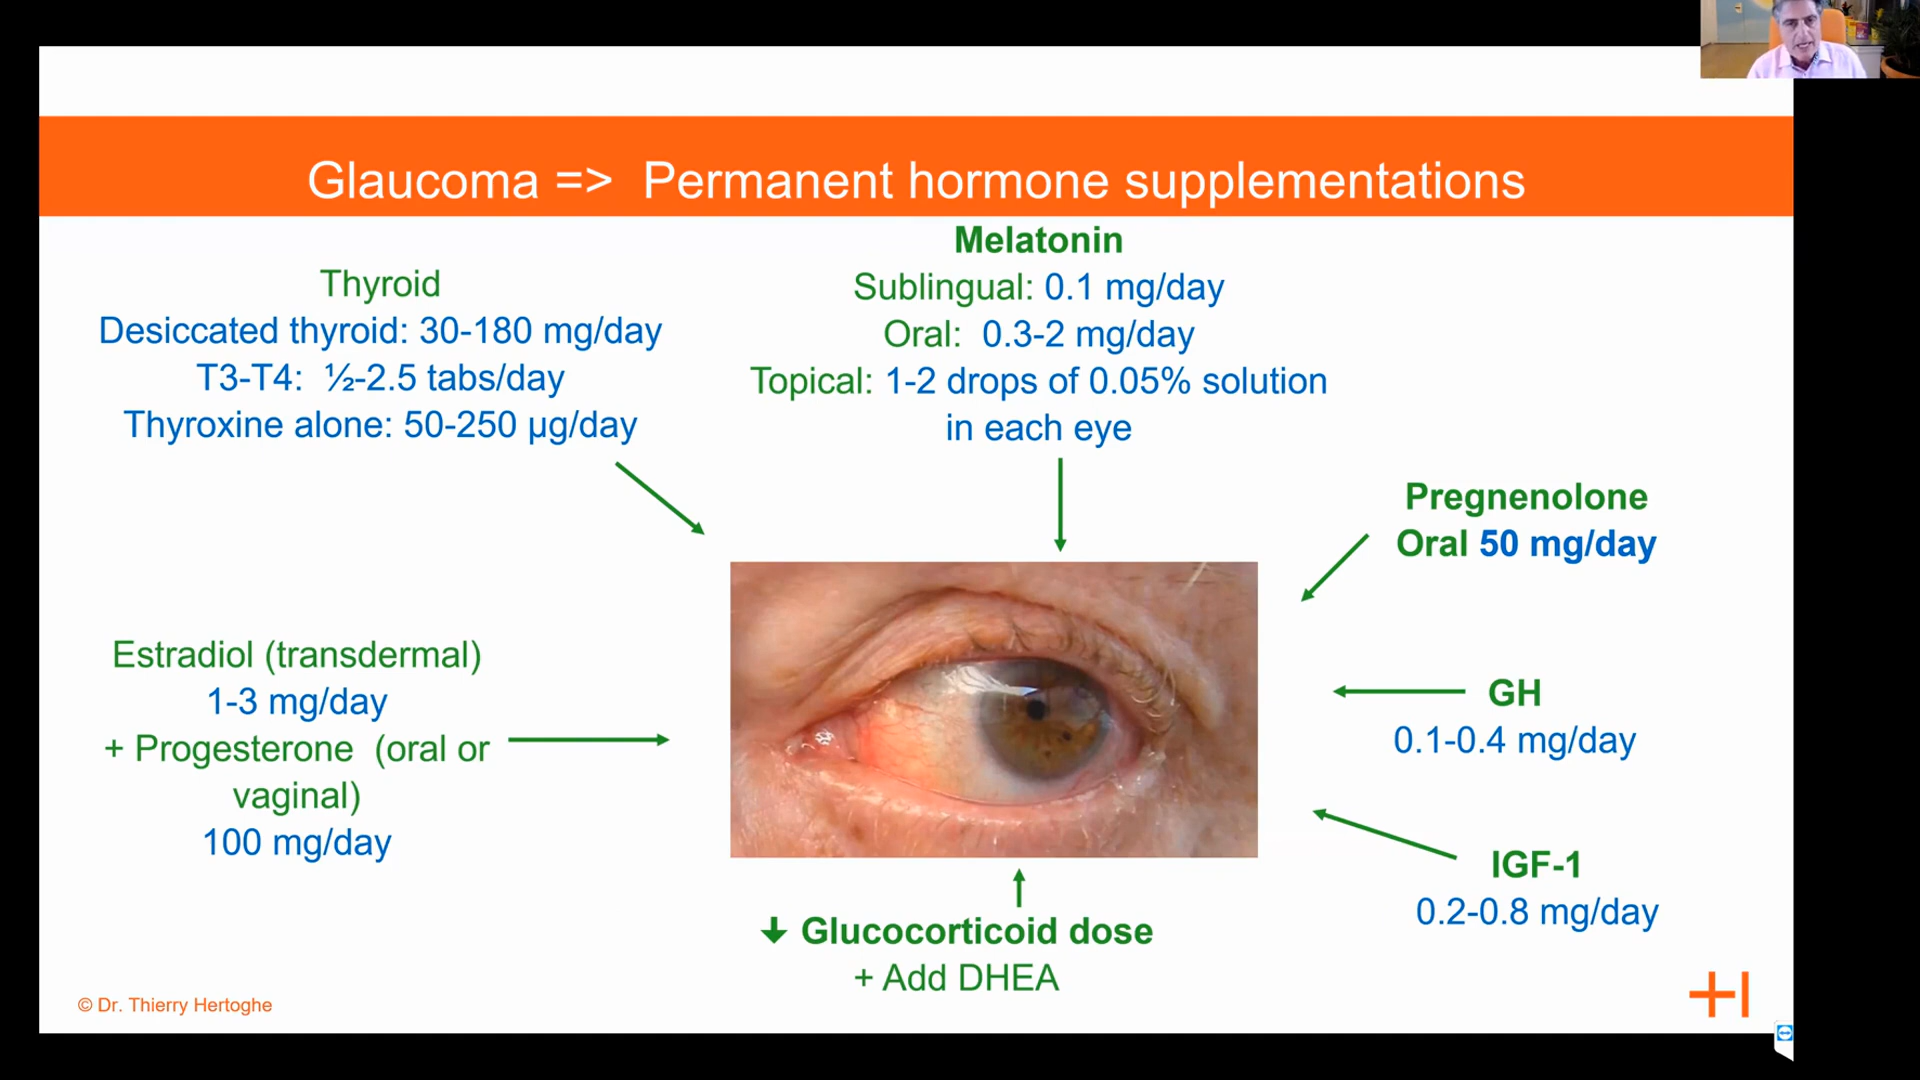 Glaucoma => Permanent hormone supplementations
Thyroid
Desiccated thyroid: 30-180 mg/day
T3-T4: ½-2.5 tabs/day
Thyroxine alone: 50-250 µg/day
Melatonin
Sublingual: 0.1 mg/day
Oral: 0.3-2 mg/day
Topical: 1-2 drops of 0.05% solution
in each eye
Pregnenolone
Oral 50 mg/day
Estradiol (transdermal)
1-3 mg/day
+ Progesterone (oral or
vaginal)
100 mg/day
GH
0.1-0.4 mg/day
IGF-1
0.2-0.8 mg/day
↓ Glucocorticoid dose
+ Add DHEA
© Dr. Thierry Hertoghe